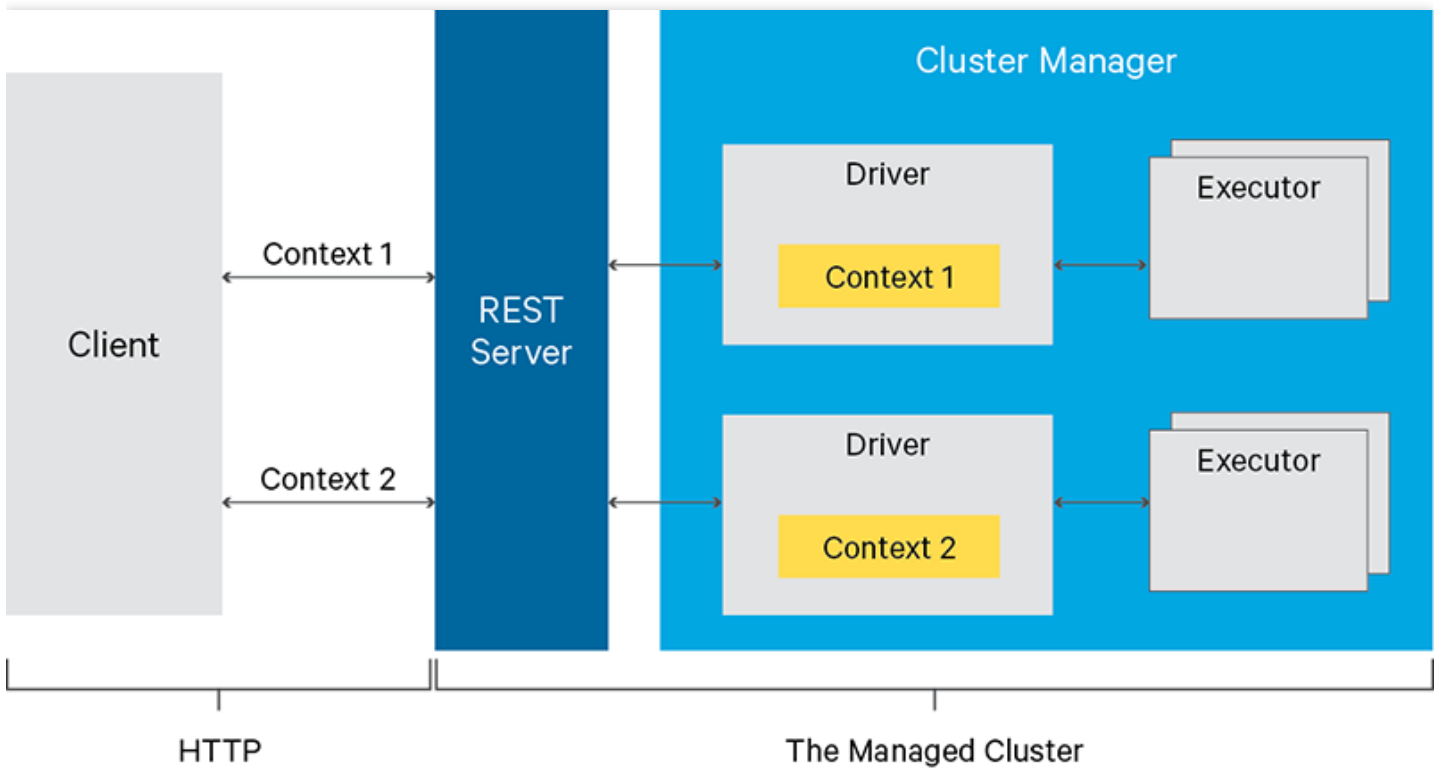 Cluster Manager
Driver
Executor
Context 1
Context 1
REST
Server
Client
Driver
Executor
Context 2
Context 2
HTTP
The Managed Cluster